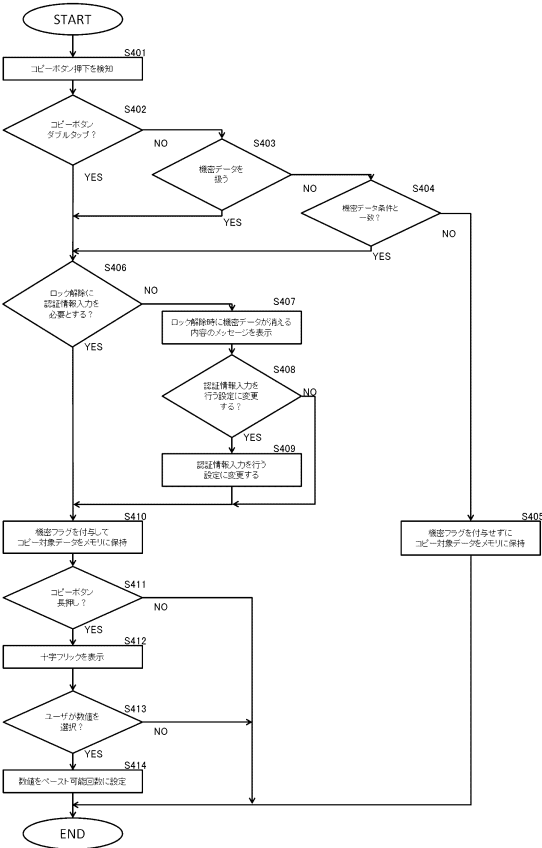 START
S401
コピーボタン押下を検知
S402
コピーボタン
ダブルタップ？
NO
YES
S403
機密データを
扱う
NO
YES
S404
機密データ条件と
一致？
NO
YES
S406
ロック解除に
認証情報入力を
必要とする？
NO
YES
S407
ロック解除時に機密データが消える
内容のメッセージを表示
S408
認証情報入力を
行う設定に変更
する？
NO
YES
S409
認証情報入力を行う
設定に変更する
S410
機密フラグを付与して
コピー対象データをメモリに保持
S405
機密フラグを付与せずに
コピー対象データをメモリに保持
S411
コピーボタン
長押し？
NO
YES
S412
十字フリックを表示
S413
ユーザが数値を
選択？
NO
YES
S414
数値をペースト可能回数に設定
END